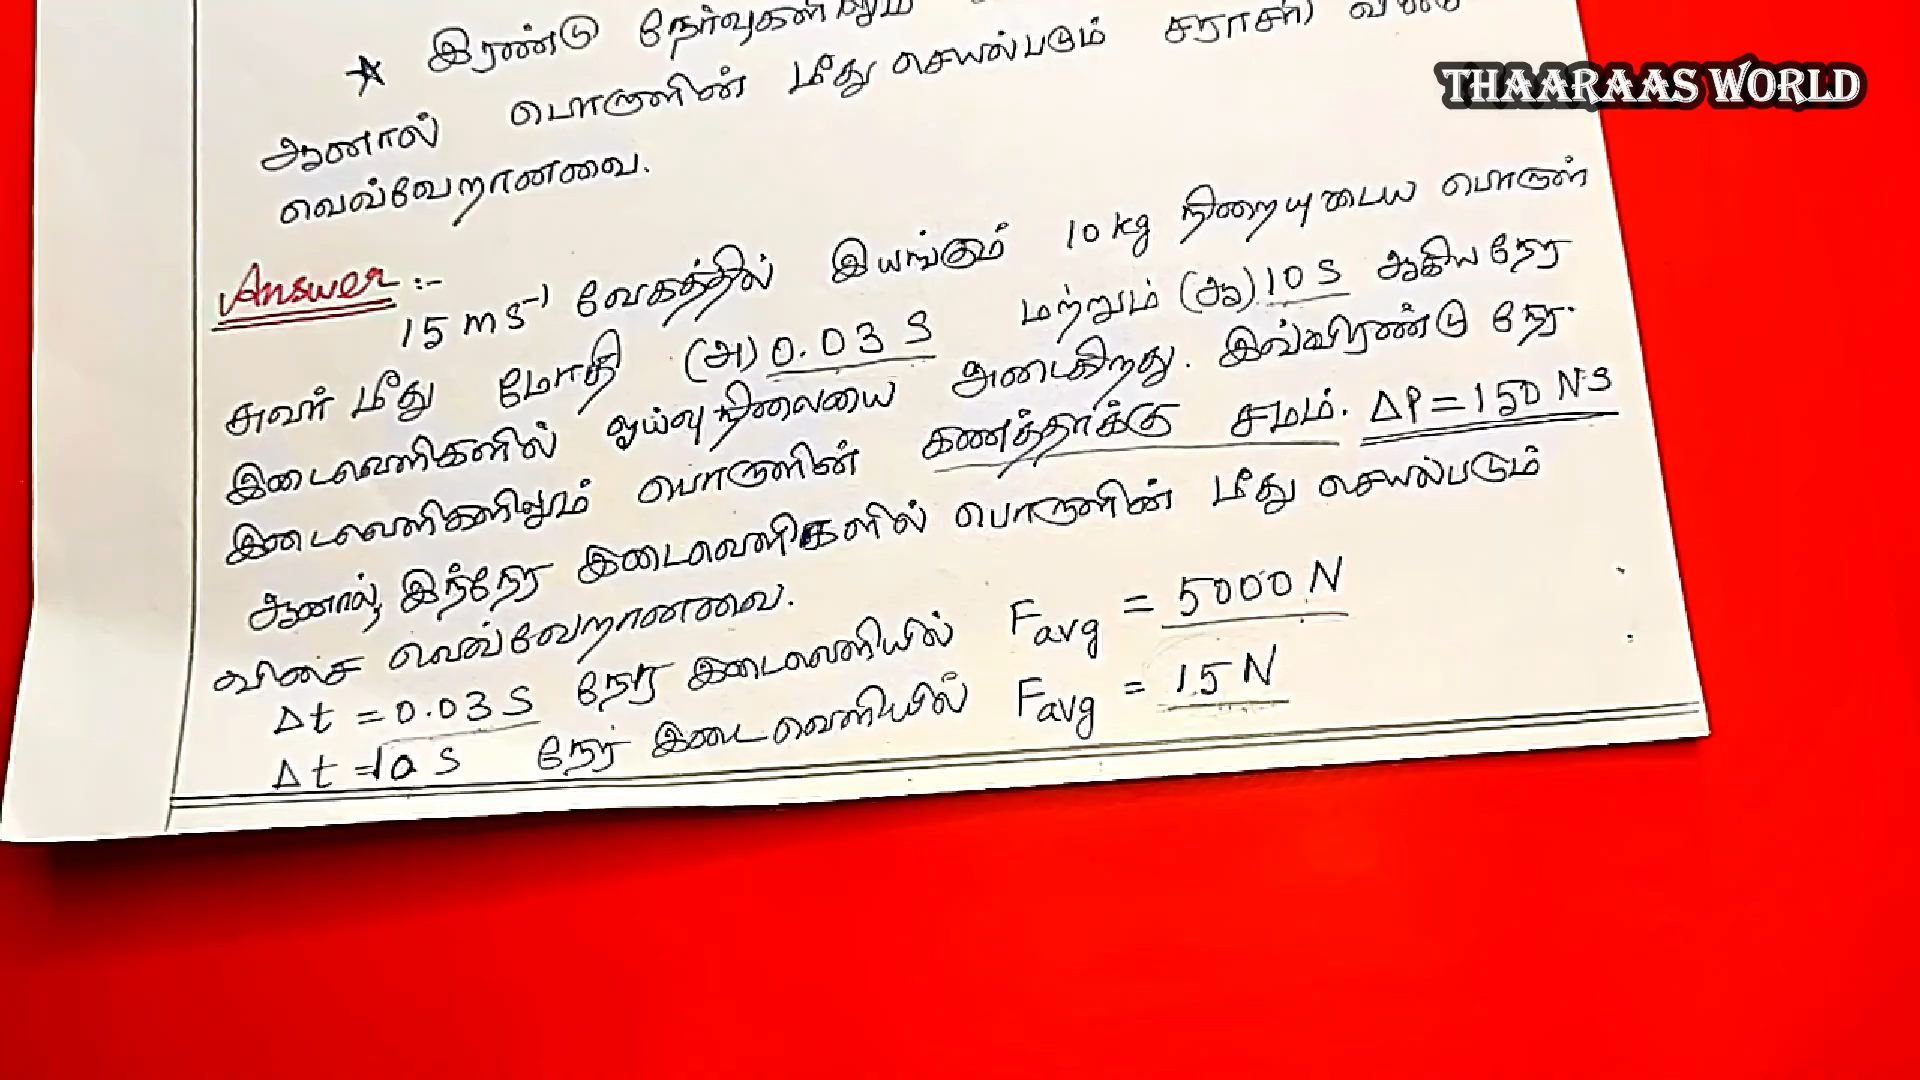 ★ இரண்டு நேர்வுகளிலும்
THAARAAS WORLD
ஆனால் பொருளின் மீது செயல்படும் சராசரி
வெவ்வேறானவை.
Answer :-
15 ms⁻¹ வேகத்தில் இயங்கும் 10 kg நிறையுடைய பொருள்
சுவர் மீது மோதி (அ) 0.03 S மற்றும் (ஆ) 10 S ஆகிய நேர
இடைவெளிகளில் ஓய்வு நிலையை அடைகிறது. இவ்விரண்டு நேர
இடைவெளிகளிலும் பொருளின் கணத்தாக்கு சமம். ΔP = 150 N-S
ஆனால், இந்நேர இடைவெளிகளில் பொருளின் மீது செயல்படும்
விசை வெவ்வேறானவை.
Δt = 0.03 S நேர இடைவெளியில் Favg = 5000 N
Δt = 10 S நேர இடைவெளியில் Favg = 15 N